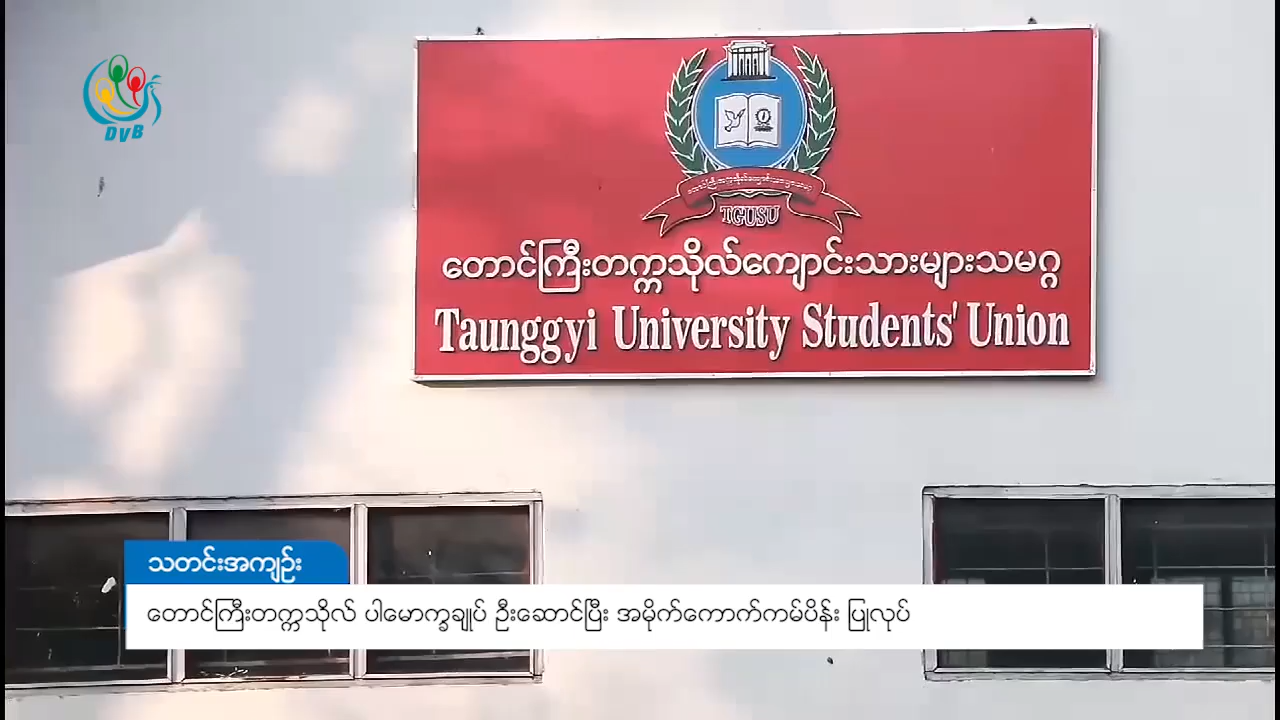 DVB
TGUSU
တောင်ကြီးတက္ကသိုလ်ကျောင်းသားများသမဂ္ဂ
Taunggyi University Students' Union
သတင်းအကျဉ်း
တောင်ကြီးတက္ကသိုလ် ပါမောက္ခချုပ် ဦးဆောင်ပြီး အမှိုက်ကောက်ကမ်ပိန်း ပြုလုပ်